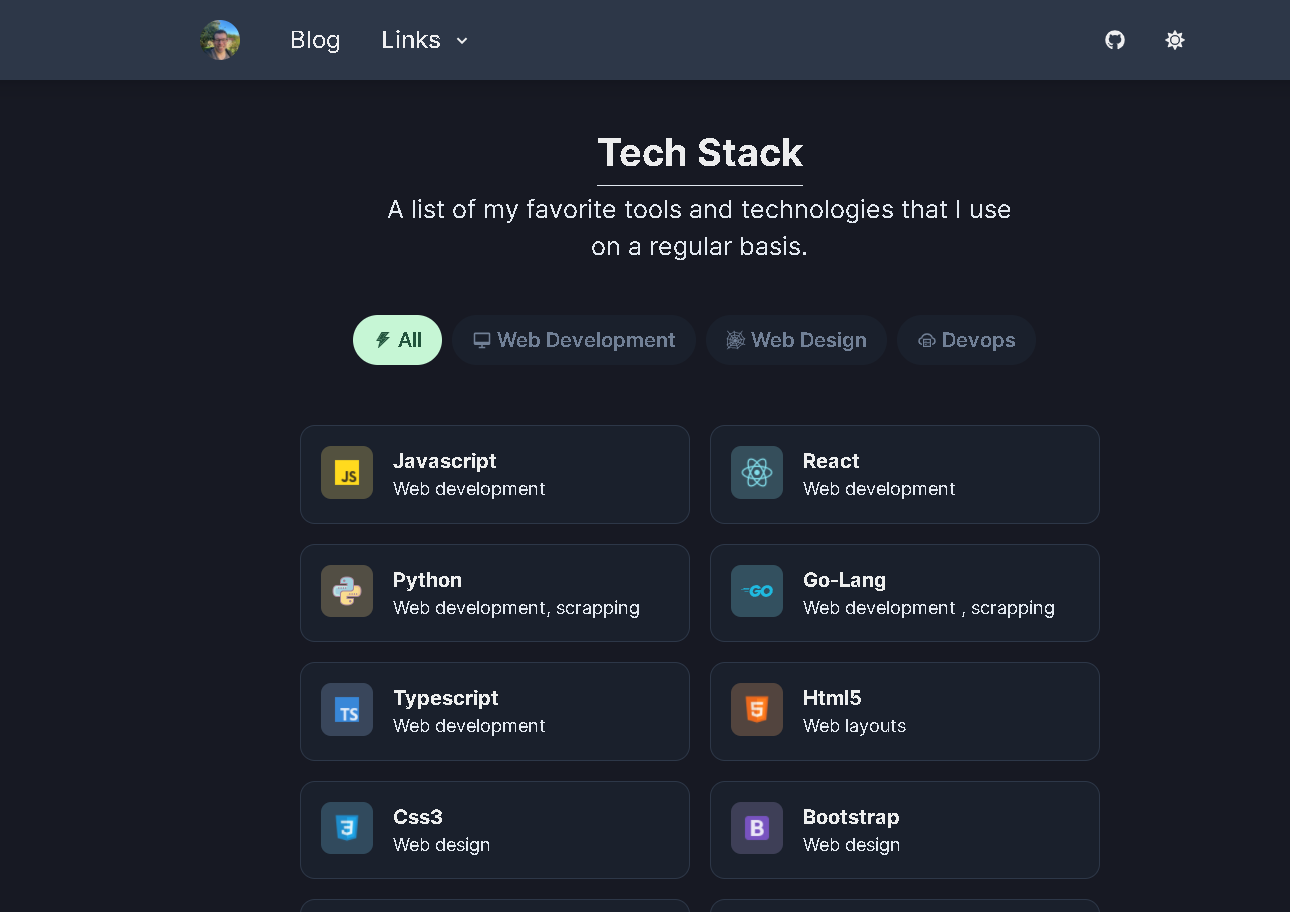 Blog Links
Tech Stack
A list of my favorite tools and technologies that I use
on a regular basis.
All Web Development Web Design Devops
JS Javascript
Web development
React
Web development
Python
Web development, scrapping
GO Go-Lang
Web development , scrapping
TS Typescript
Web development
5 Html5
Web layouts
3 Css3
Web design
B Bootstrap
Web design